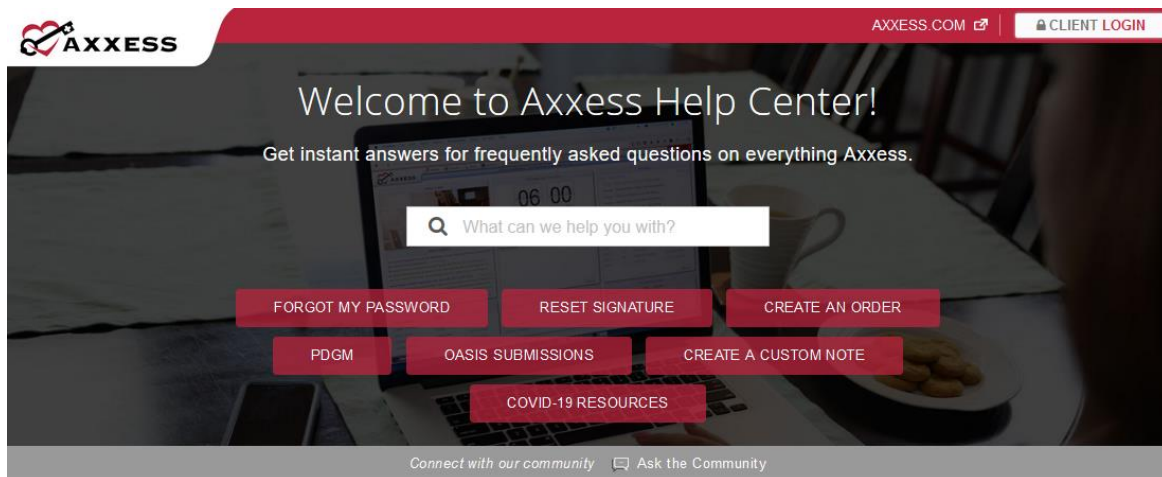 AXXESS
AXXESS.COM
CLIENT LOGIN
Welcome to Axxess Help Center!
Get instant answers for frequently asked questions on everything Axxess.
06 00
What can we help you with?
FORGOT MY PASSWORD
RESET SIGNATURE
CREATE AN ORDER
PDGM
OASIS SUBMISSIONS
CREATE A CUSTOM NOTE
COVID-19 RESOURCES
Connect with our community Ask the Community